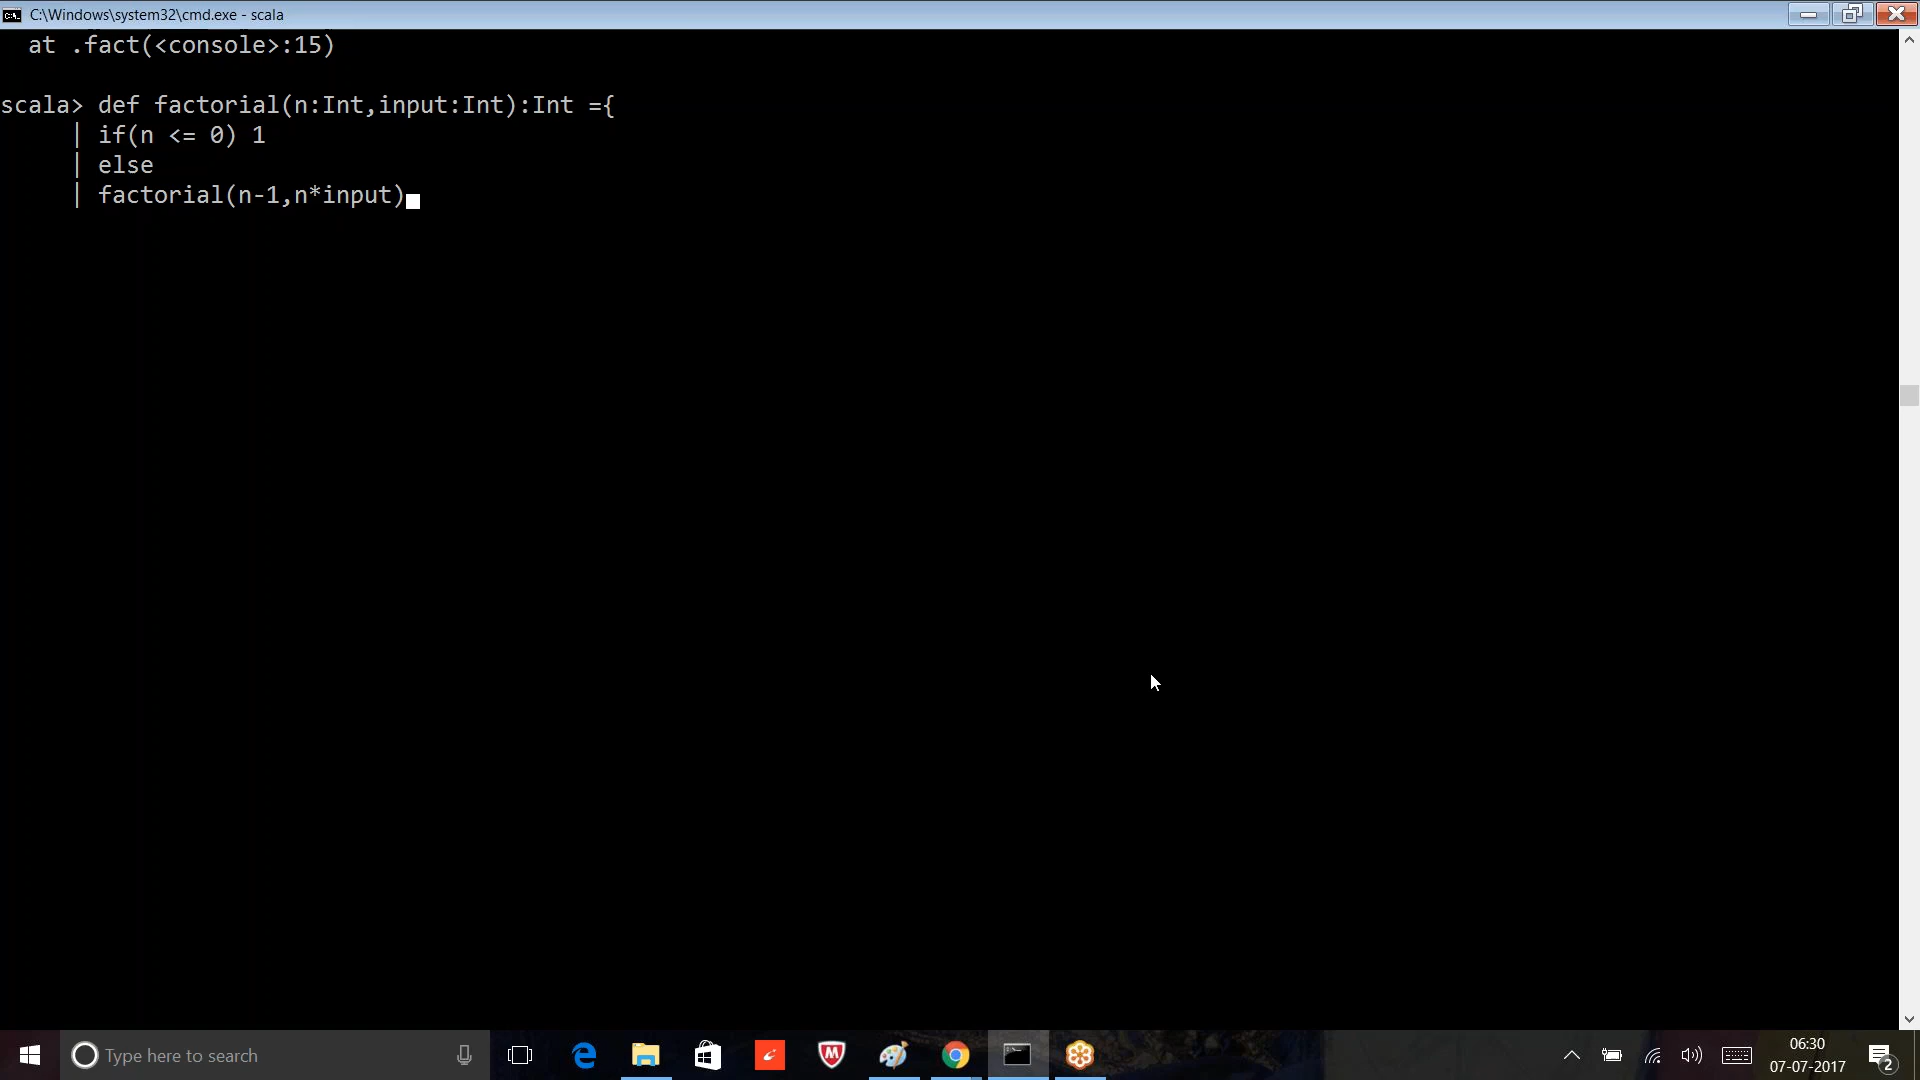 C:\Windows\system32\cmd.exe - scala
at .fact(<console>:15)
scala> def factorial(n:Int,input:Int):Int ={
| if(n <= 0) 1
| else
| factorial(n-1,n*input)
Type here to search
06:30
07-07-2017
2